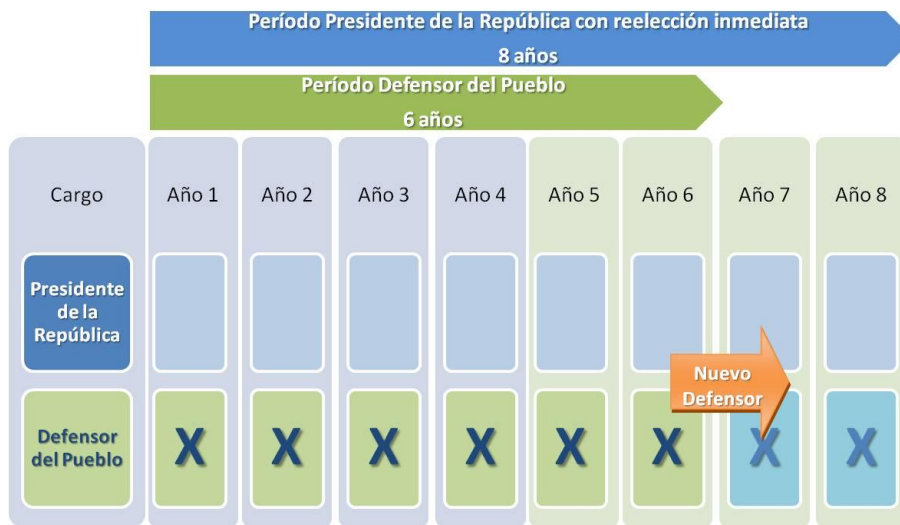 Período Presidente de la República con reelección inmediata
8 años
Período Defensor del Pueblo
6 años
Cargo Año 1 Año 2 Año 3 Año 4 Año 5 Año 6 Año 7 Año 8
Presidente
de la
República
Nuevo
Defensor
Defensor
del Pueblo
X X X X X X X X